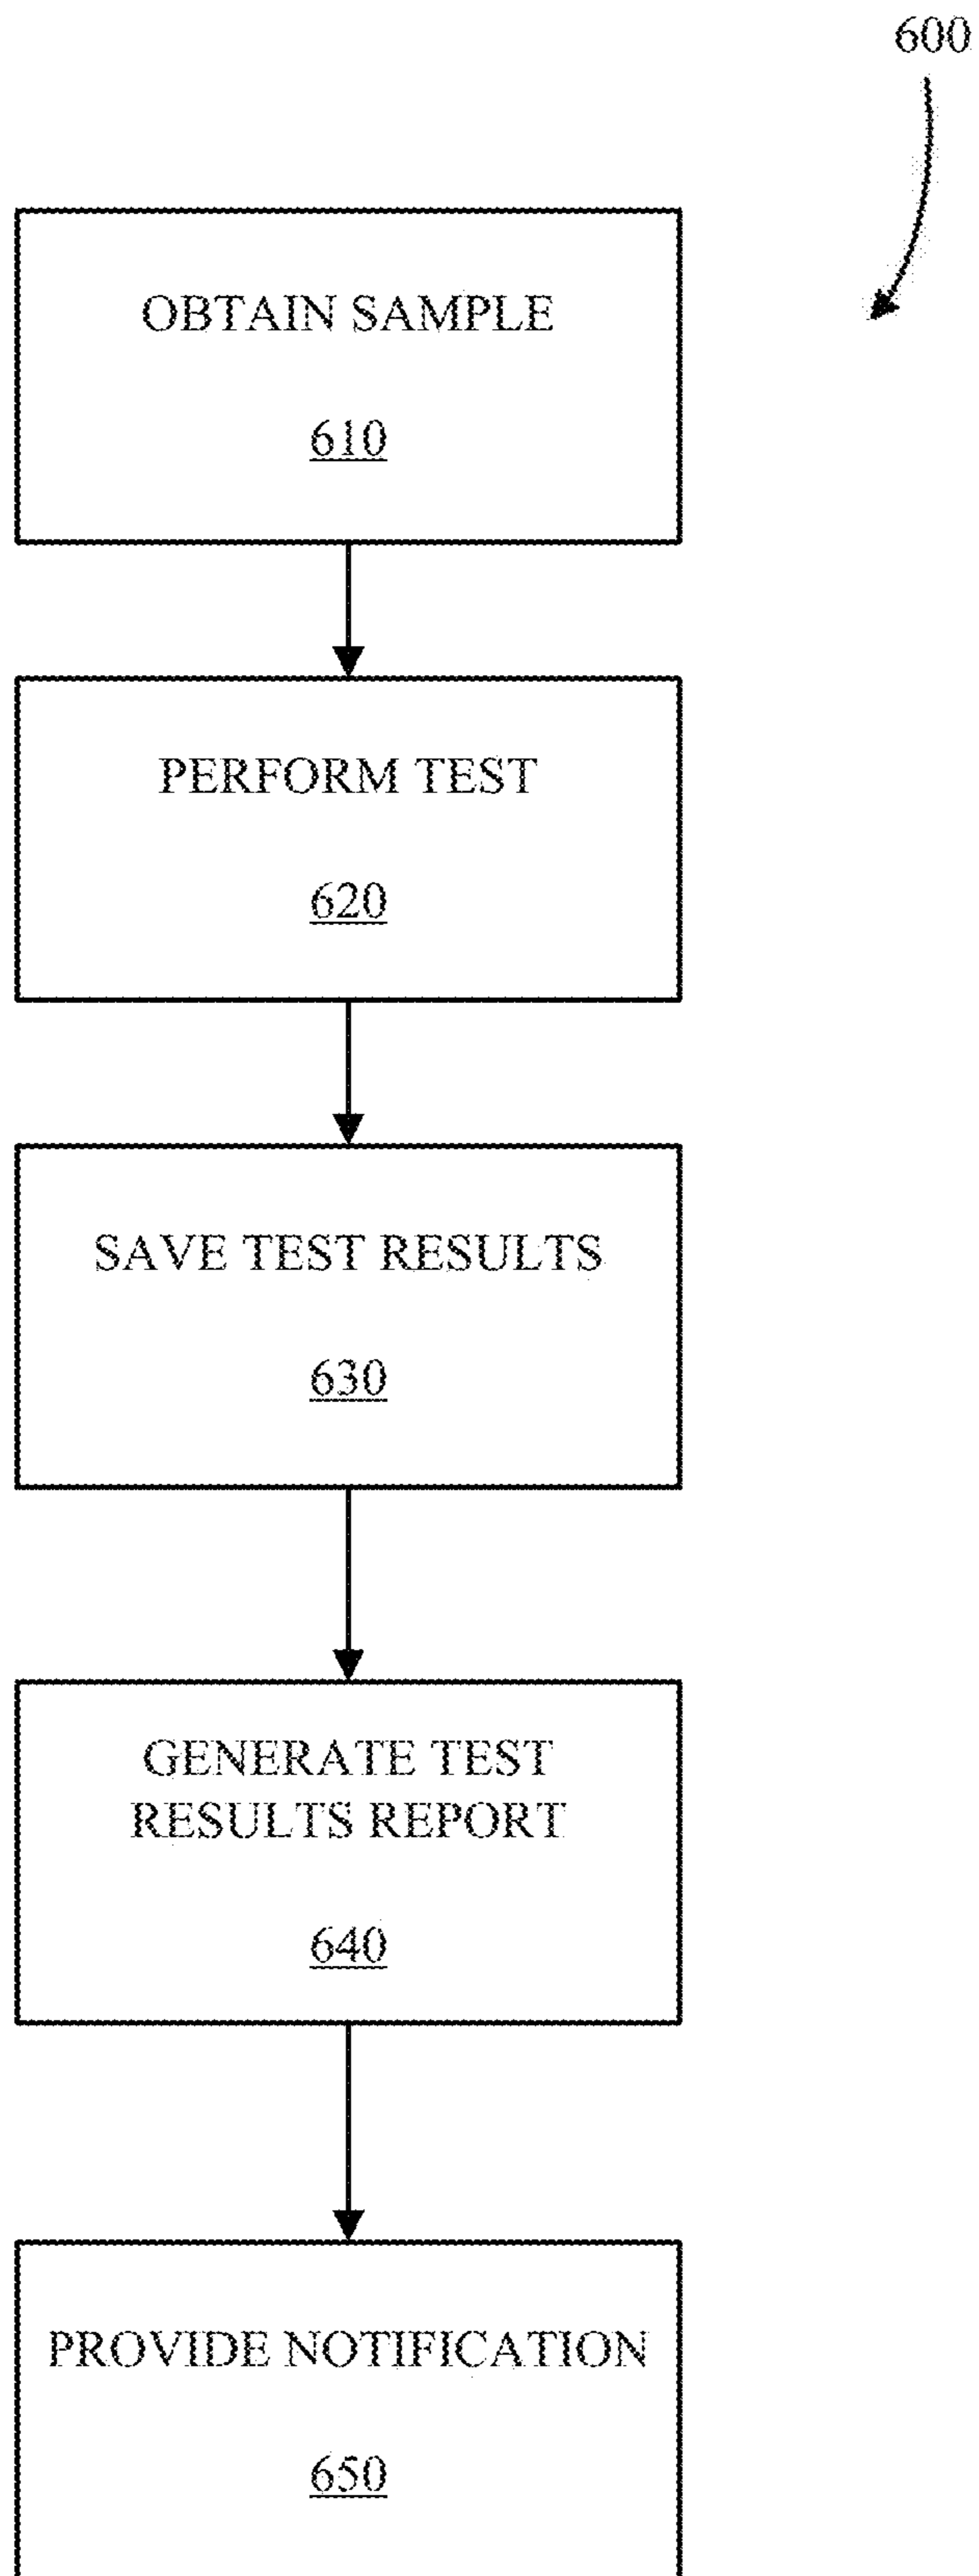 600
OBTAIN SAMPLE
610
PERFORM TEST
620
SAVE TEST RESULTS
630
GENERATE TEST
RESULTS REPORT
640
PROVIDE NOTIFICATION
650